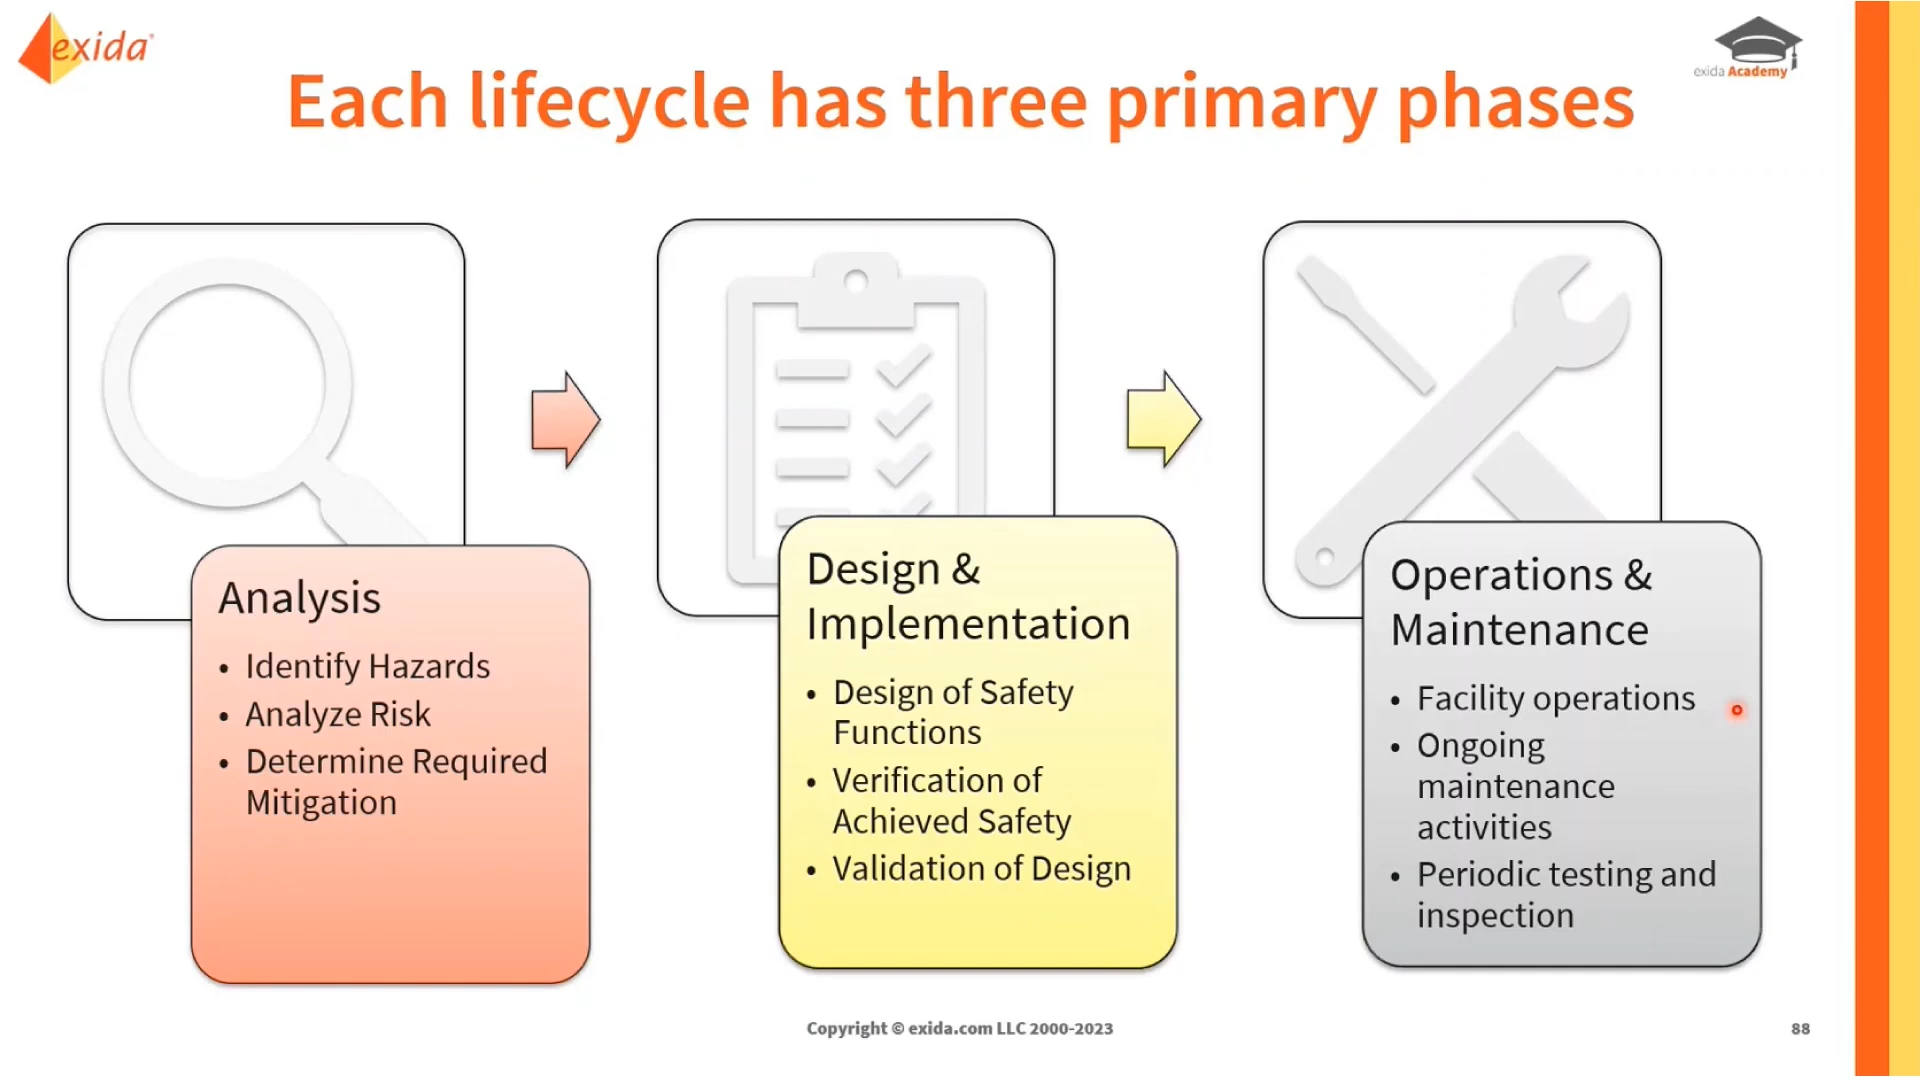 exida
exida Academy
Each lifecycle has three primary phases
Analysis
• Identify Hazards
• Analyze Risk
• Determine Required
Mitigation
Design &
Implementation
• Design of Safety
Functions
• Verification of
Achieved Safety
• Validation of Design
Operations &
Maintenance
• Facility operations
• Ongoing
maintenance
activities
• Periodic testing and
inspection
Copyright © exida.com LLC 2000-2023
88